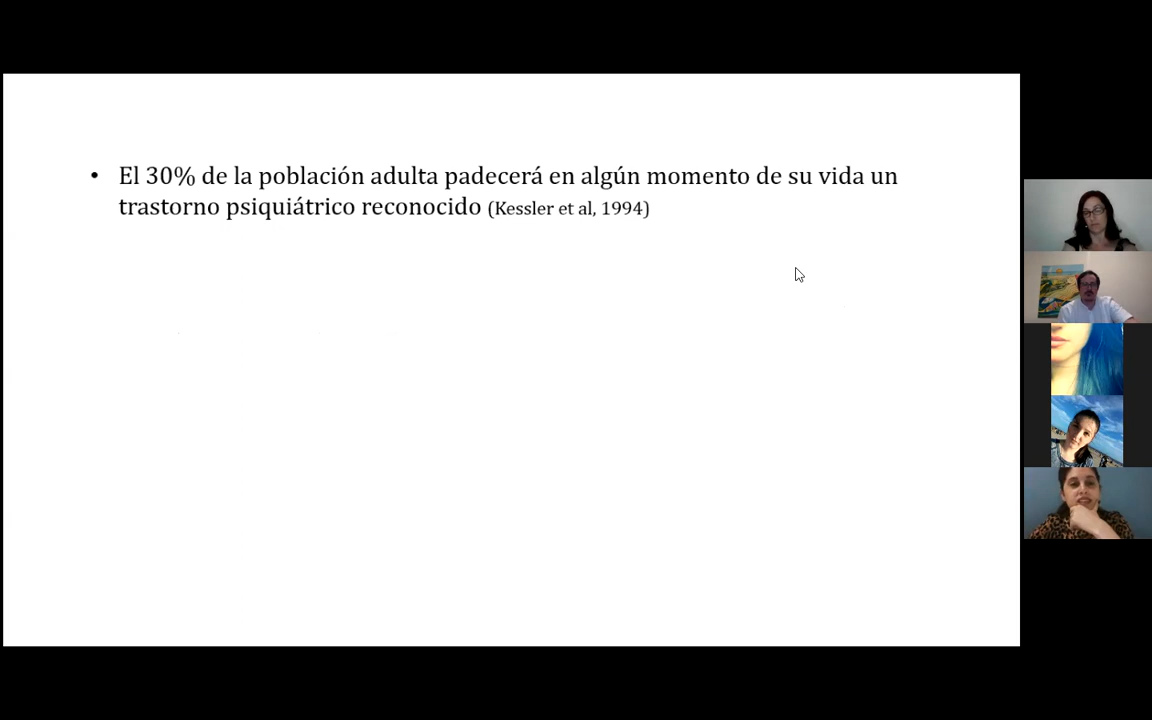 • El 30% de la población adulta padecerá en algún momento de su vida un
trastorno psiquiátrico reconocido (Kessler et al, 1994)